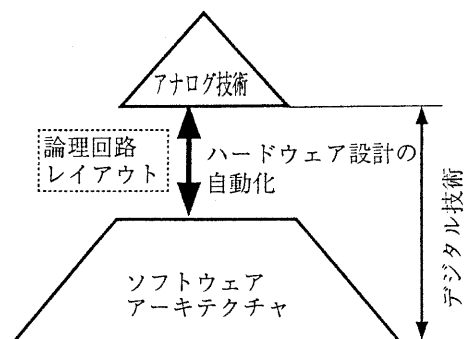 アナログ技術
論理回路
レイアウト
ハードウェア設計の
自動化
デジタル技術
ソフトウェア
アーキテクチャ